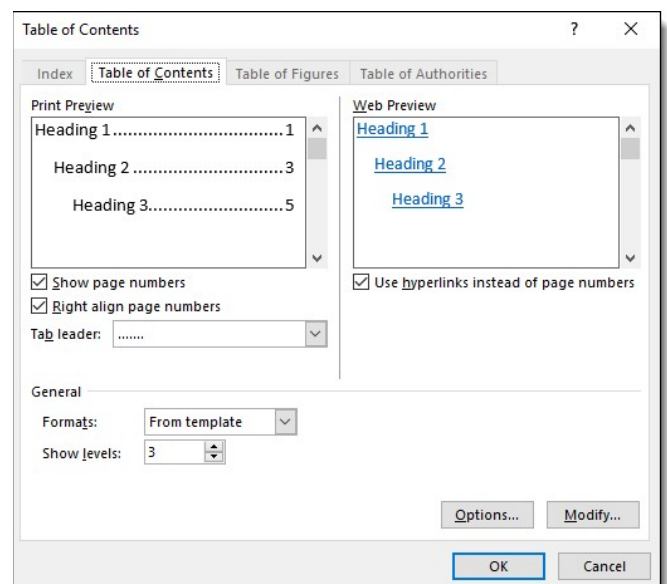 Table of Contents ? ×
Index Table of Contents Table of Figures Table of Authorities
Print Preview
Heading 1..................................1
Heading 2 ...............................3
Heading 3...........................5
Show page numbers
Right align page numbers
Tab leader: .......
Web Preview
Heading 1
Heading 2
Heading 3
Use hyperlinks instead of page numbers
General
Formats: From template
Show levels: 3
Options... Modify...
OK Cancel